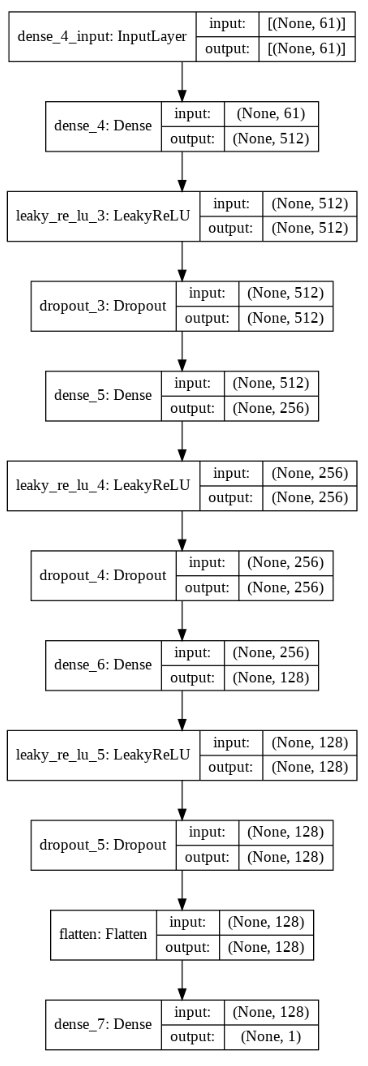 dense_4_input: InputLayer
input: [(None, 61)]
output: [(None, 61)]
dense_4: Dense
input: (None, 61)
output: (None, 512)
leaky_re_lu_3: LeakyReLU
input: (None, 512)
output: (None, 512)
dropout_3: Dropout
input: (None, 512)
output: (None, 512)
dense_5: Dense
input: (None, 512)
output: (None, 256)
leaky_re_lu_4: LeakyReLU
input: (None, 256)
output: (None, 256)
dropout_4: Dropout
input: (None, 256)
output: (None, 256)
dense_6: Dense
input: (None, 256)
output: (None, 128)
leaky_re_lu_5: LeakyReLU
input: (None, 128)
output: (None, 128)
dropout_5: Dropout
input: (None, 128)
output: (None, 128)
flatten: Flatten
input: (None, 128)
output: (None, 128)
dense_7: Dense
input: (None, 128)
output: (None, 1)